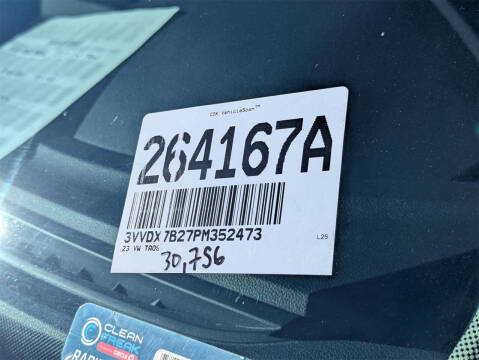 CDK VehicleScan™
264167A
3VVDX7B27PM352473
L25
23 VW TAOS
30,756
CLEAN
FREAK